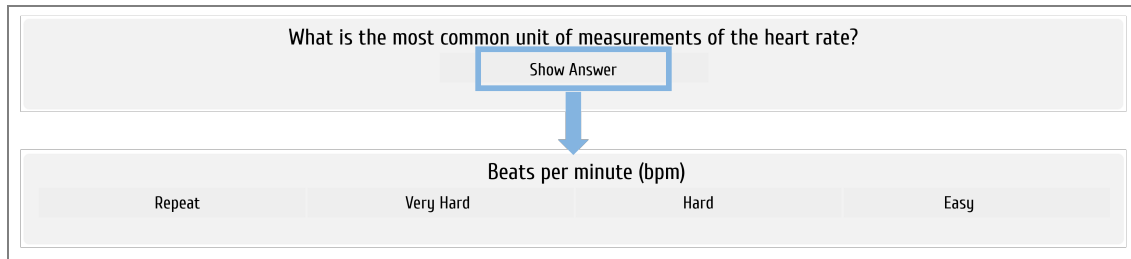 What is the most common unit of measurements of the heart rate?
Show Answer
Beats per minute (bpm)
Repeat Very Hard Hard Easy